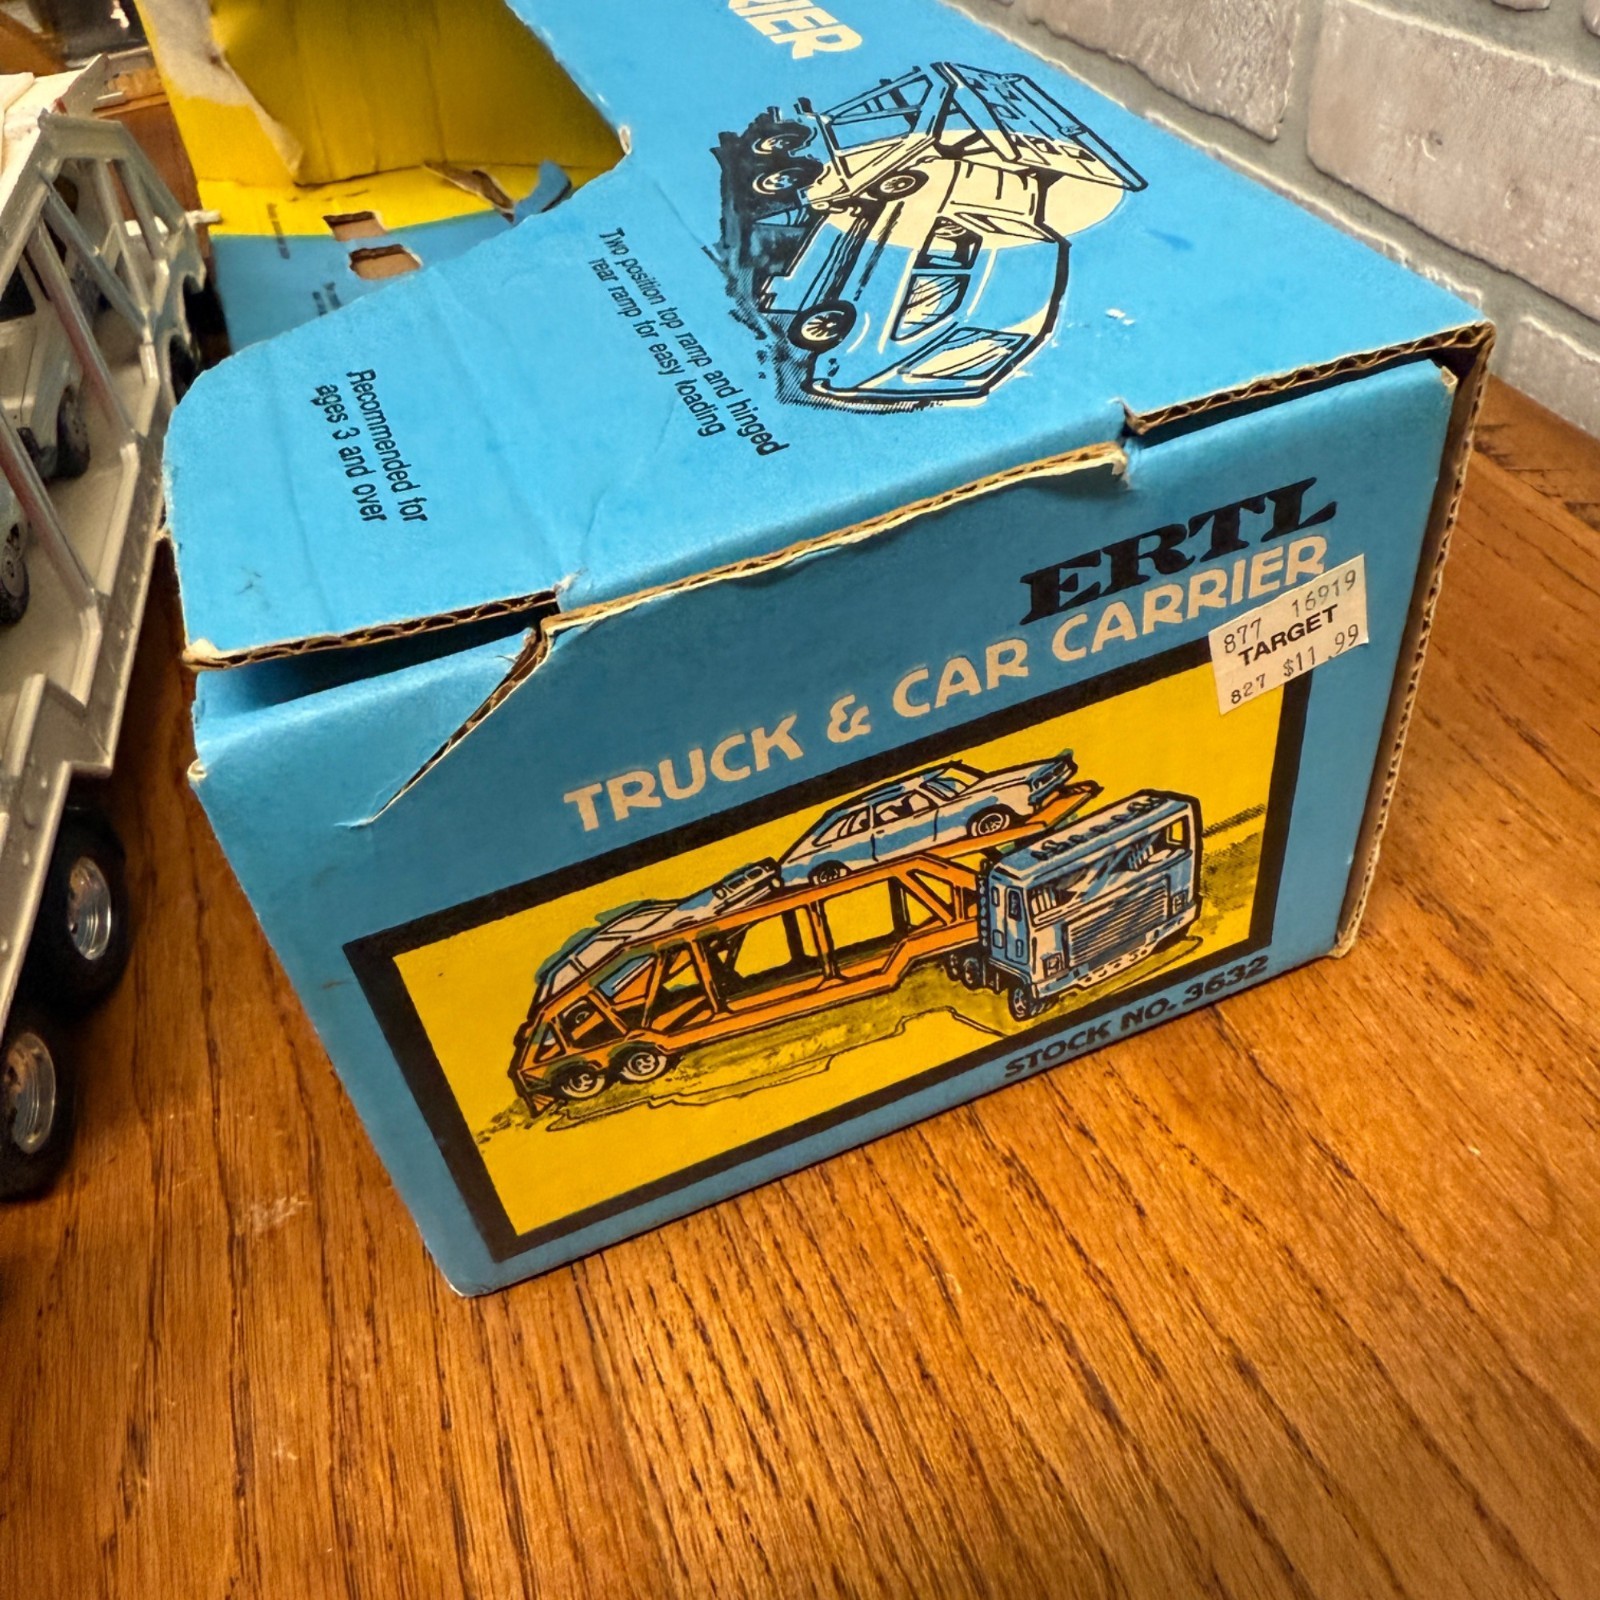 RIER
Two position top ramp and hinged
rear ramp for easy loading
Recommended for
ages 3 and over
ERTL
TRUCK & CAR CARRIER
877 16919
TARGET
827 $11.99
STOCK NO. 3632